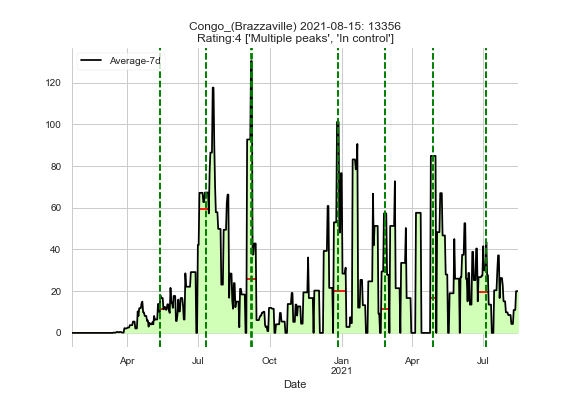 Congo_(Brazzaville) 2021-08-15: 13356
Rating:4 ['Multiple peaks', 'In control']
Average-7d
120
100
80
60
40
20
0
Apr
Jul
Oct
Jan
2021
Apr
Jul
Date